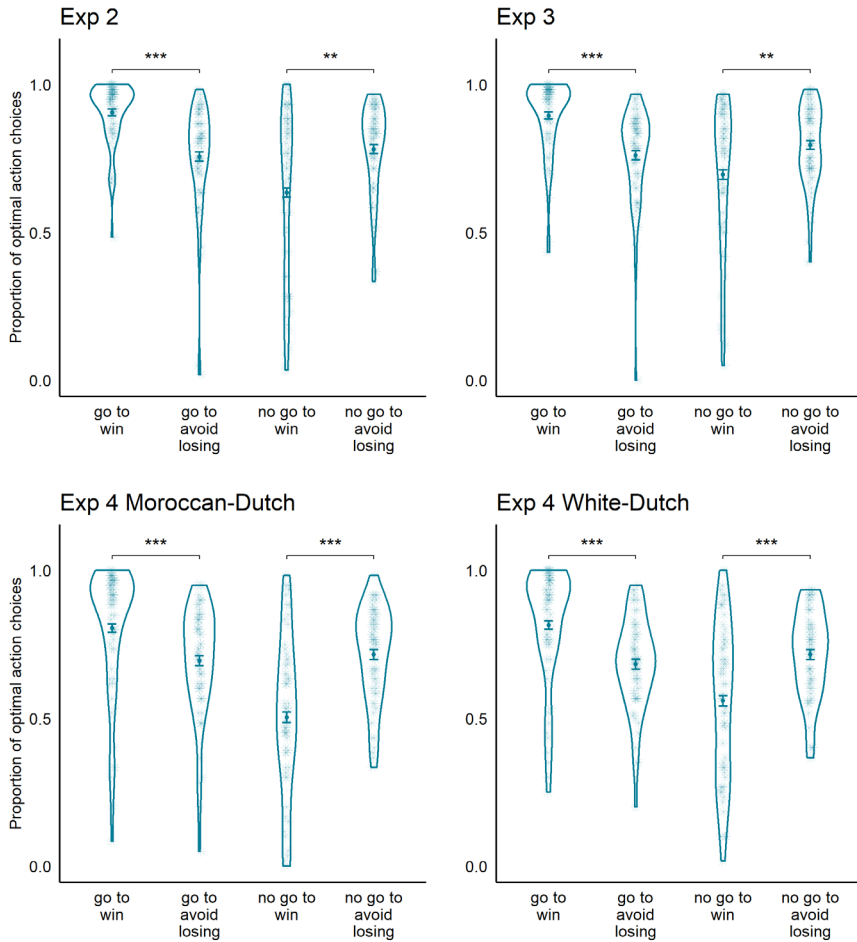 Exp 2
Proportion of optimal action choices
***
**
1.0
0.5
0.0
go to
win
go to
avoid
losing
no go to
win
no go to
avoid
losing
Exp 3
***
**
1.0
0.5
0.0
go to
win
go to
avoid
losing
no go to
win
no go to
avoid
losing
Exp 4 Moroccan-Dutch
Proportion of optimal action choices
***
***
1.0
0.5
0.0
go to
win
go to
avoid
losing
no go to
win
no go to
avoid
losing
Exp 4 White-Dutch
***
***
1.0
0.5
0.0
go to
win
go to
avoid
losing
no go to
win
no go to
avoid
losing